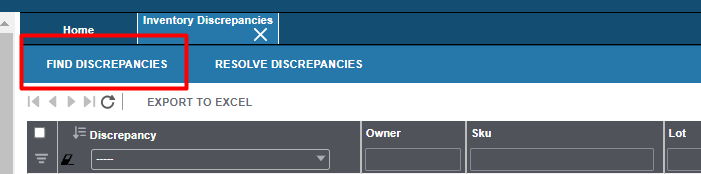 Home
Inventory Discrepancies
FIND DISCREPANCIES
RESOLVE DISCREPANCIES
EXPORT TO EXCEL
Discrepancy
Owner
Sku
Lot
-----